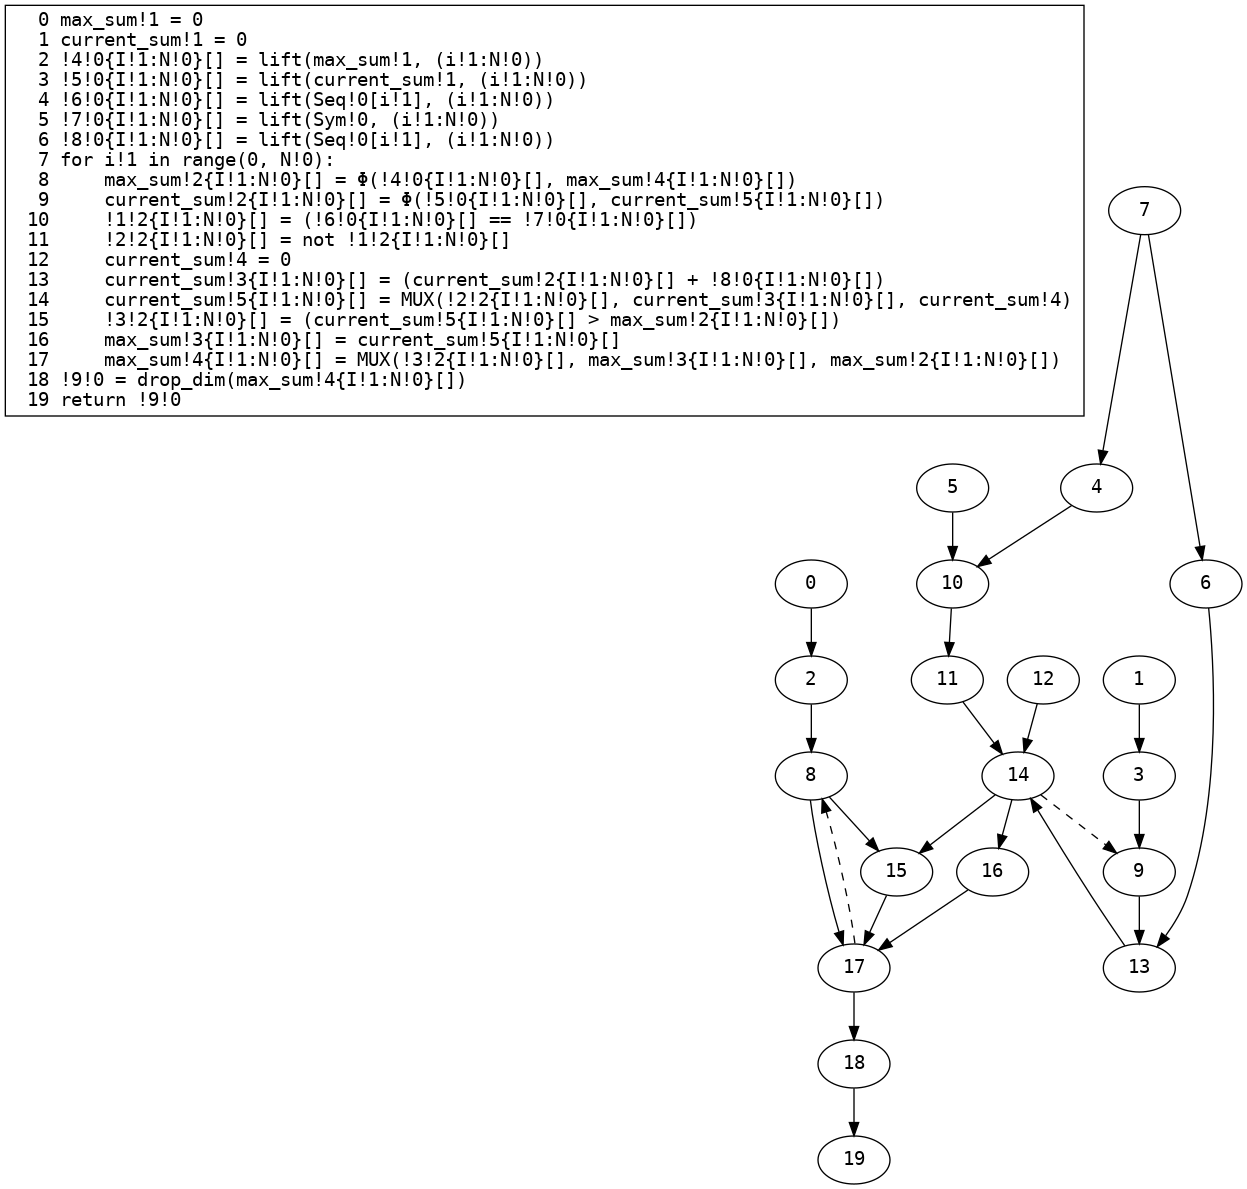 0 max_sum!1 = 0
1 current_sum!1 = 0
2 !4!0{I!1:N!0}[] = lift(max_sum!1, (i!1:N!0))
3 !5!0{I!1:N!0}[] = lift(current_sum!1, (i!1:N!0))
4 !6!0{I!1:N!0}[] = lift(Seq!0[i!1], (i!1:N!0))
5 !7!0{I!1:N!0}[] = lift(Sym!0, (i!1:N!0))
6 !8!0{I!1:N!0}[] = lift(Seq!0[i!1], (i!1:N!0))
7 for i!1 in range(0, N!0):
8     max_sum!2{I!1:N!0}[] = Φ(!4!0{I!1:N!0}[], max_sum!4{I!1:N!0}[])
9     current_sum!2{I!1:N!0}[] = Φ(!5!0{I!1:N!0}[], current_sum!5{I!1:N!0}[])
10     !1!2{I!1:N!0}[] = (!6!0{I!1:N!0}[] == !7!0{I!1:N!0}[])
11     !2!2{I!1:N!0}[] = not !1!2{I!1:N!0}[]
12     current_sum!4 = 0
13     current_sum!3{I!1:N!0}[] = (current_sum!2{I!1:N!0}[] + !8!0{I!1:N!0}[])
14     current_sum!5{I!1:N!0}[] = MUX(!2!2{I!1:N!0}[], current_sum!3{I!1:N!0}[], current_sum!4)
15     !3!2{I!1:N!0}[] = (current_sum!5{I!1:N!0}[] > max_sum!2{I!1:N!0}[])
16     max_sum!3{I!1:N!0}[] = current_sum!5{I!1:N!0}[]
17     max_sum!4{I!1:N!0}[] = MUX(!3!2{I!1:N!0}[], max_sum!3{I!1:N!0}[], max_sum!2{I!1:N!0}[])
18 !9!0 = drop_dim(max_sum!4{I!1:N!0}[])
19 return !9!0
7
5
4
0
10
6
2
11
12
1
8
14
3
15
16
9
17
13
18
19